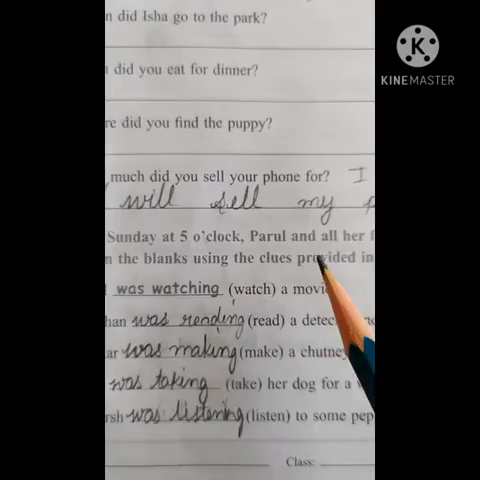 n did Isha go to the park?
K
KINEMASTER
t did you eat for dinner?
re did you find the puppy?
much did you sell your phone for? I
will sell my
Sunday at 5 o'clock, Parul and all her f
n the blanks using the clues provided in
was watching (watch) a movi
han was reading (read) a detec
ar was making (make) a chutney
was taking (take) her dog for a
rsh was listening (listen) to some pep
Class: